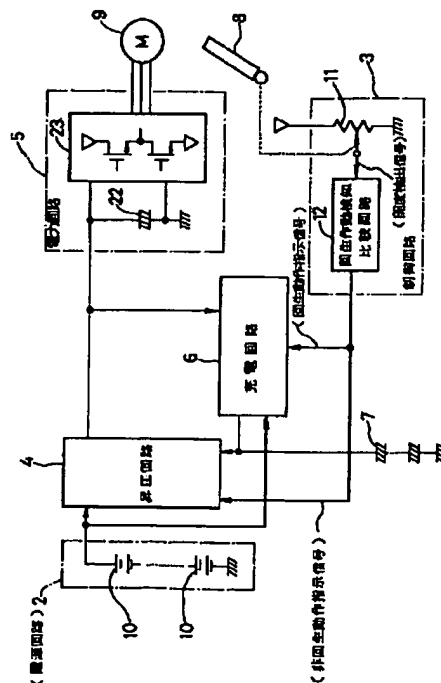 9
M
5
23
電力回路
22
8
3
11
12
回生作動検知
比較回路
(開度検出信号)
制御回路
(回生動作指示信号)
6
充電回路
4
昇圧回路
7
(電源回路) 2
10
10
(非回生動作指示信号)